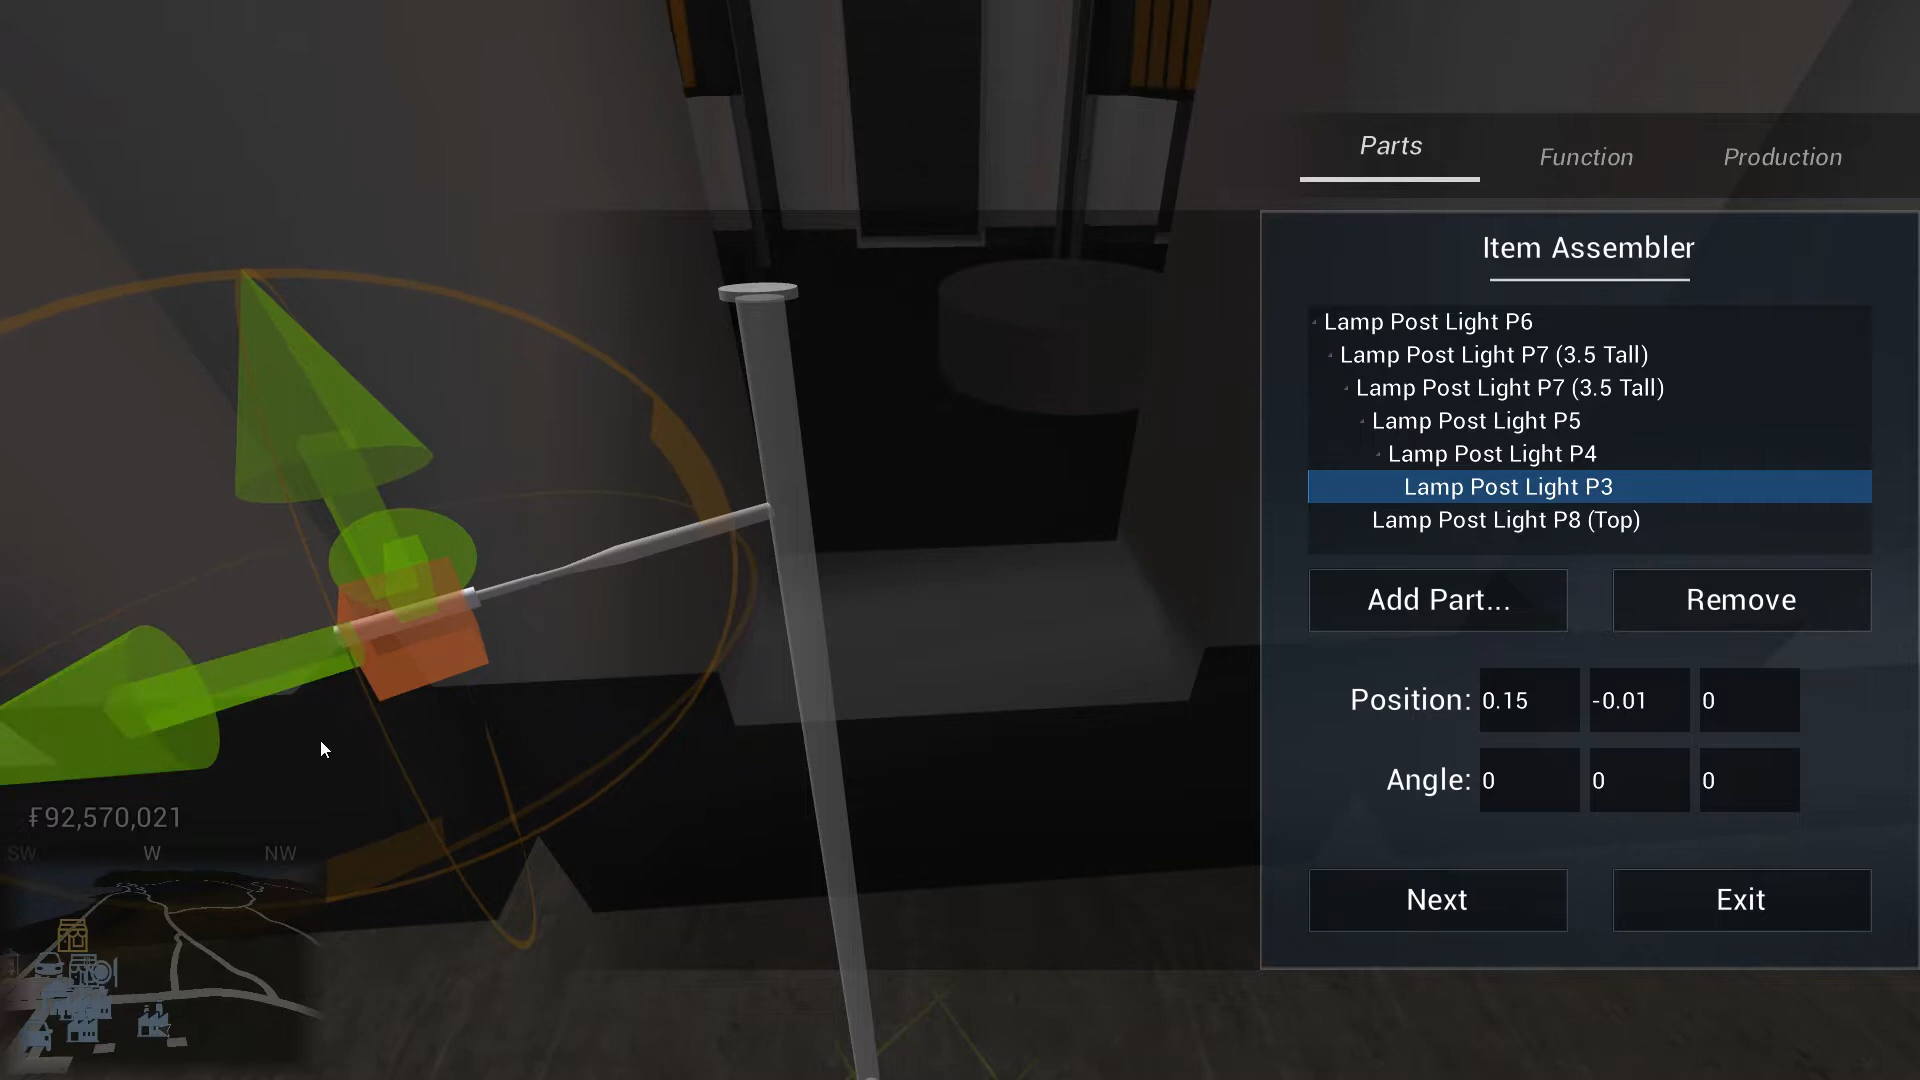 Parts
Function
Production
Item Assembler
Lamp Post Light P6
Lamp Post Light P7 (3.5 Tall)
Lamp Post Light P7 (3.5 Tall)
Lamp Post Light P5
Lamp Post Light P4
Lamp Post Light P3
Lamp Post Light P8 (Top)
Add Part...
Remove
Position: 0.15 -0.01 0
Angle: 0 0 0
Next
Exit
₣92,570,021
SW W NW